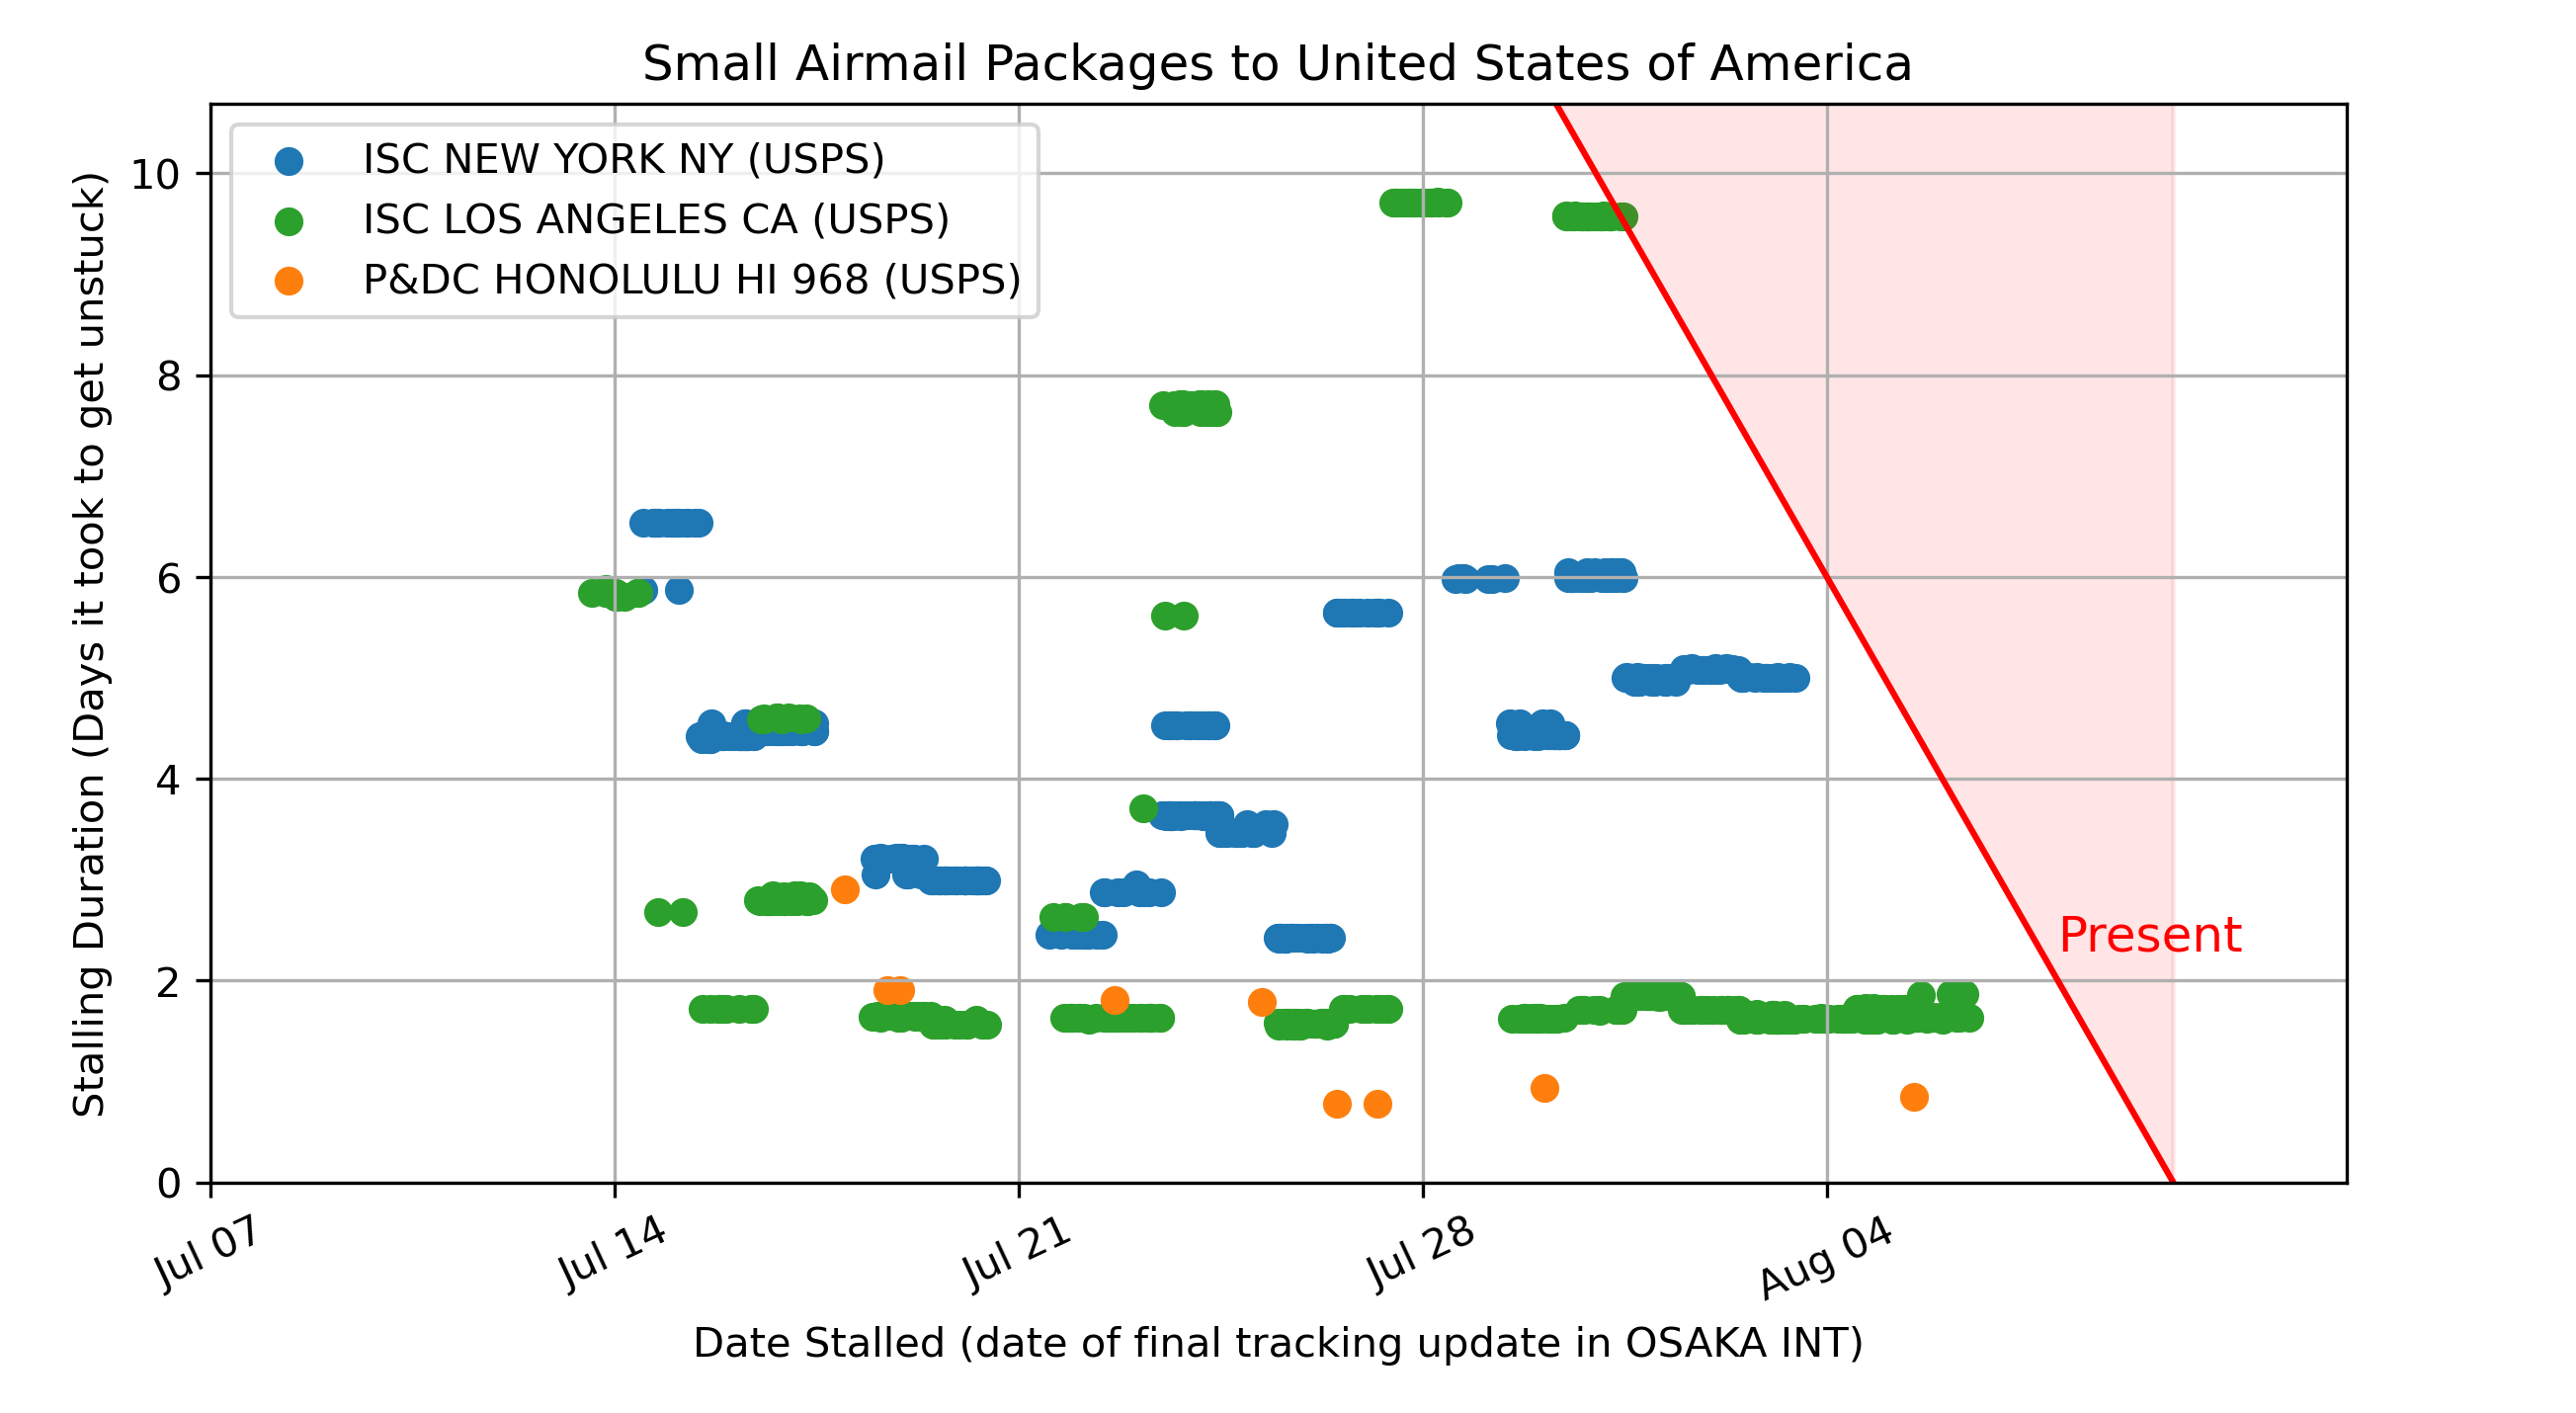 Small Airmail Packages to United States of America
ISC NEW YORK NY (USPS)
ISC LOS ANGELES CA (USPS)
P&DC HONOLULU HI 968 (USPS)
Stalling Duration (Days it took to get unstuck)
10
8
6
4
2
0
Present
Jul 07
Jul 14
Jul 21
Jul 28
Aug 04
Date Stalled (date of final tracking update in OSAKA INT)